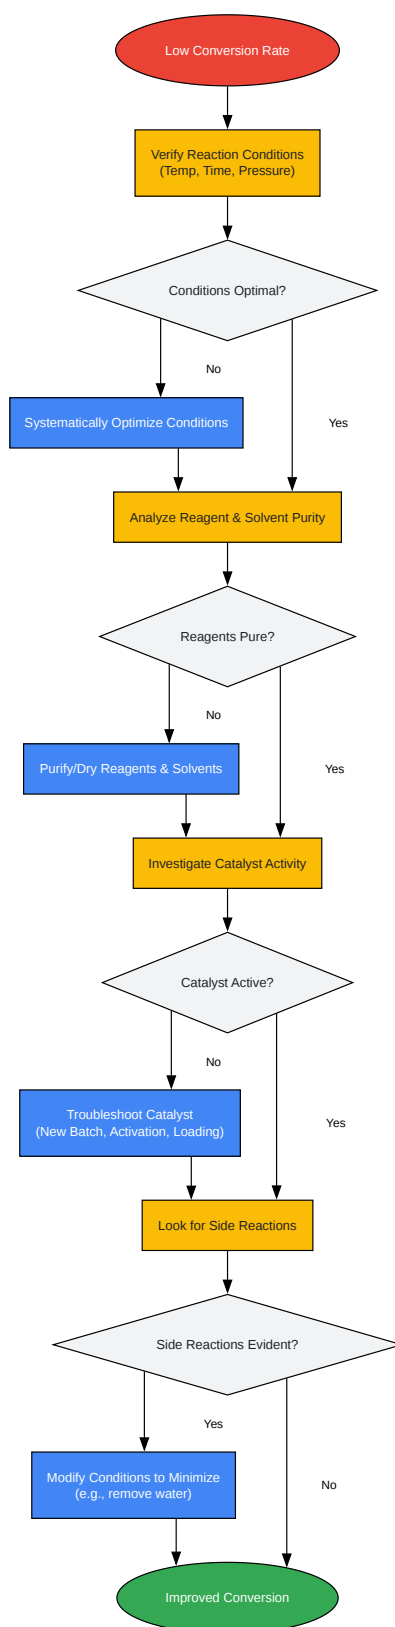 Low Conversion Rate
Verify Reaction Conditions
(Temp, Time, Pressure)
Conditions Optimal?
No
Systematically Optimize Conditions
Yes
Analyze Reagent & Solvent Purity
Reagents Pure?
No
Purify/Dry Reagents & Solvents
Yes
Investigate Catalyst Activity
Catalyst Active?
No
Troubleshoot Catalyst
(New Batch, Activation, Loading)
Yes
Look for Side Reactions
Side Reactions Evident?
Yes
Modify Conditions to Minimize
(e.g., remove water)
No
Improved Conversion